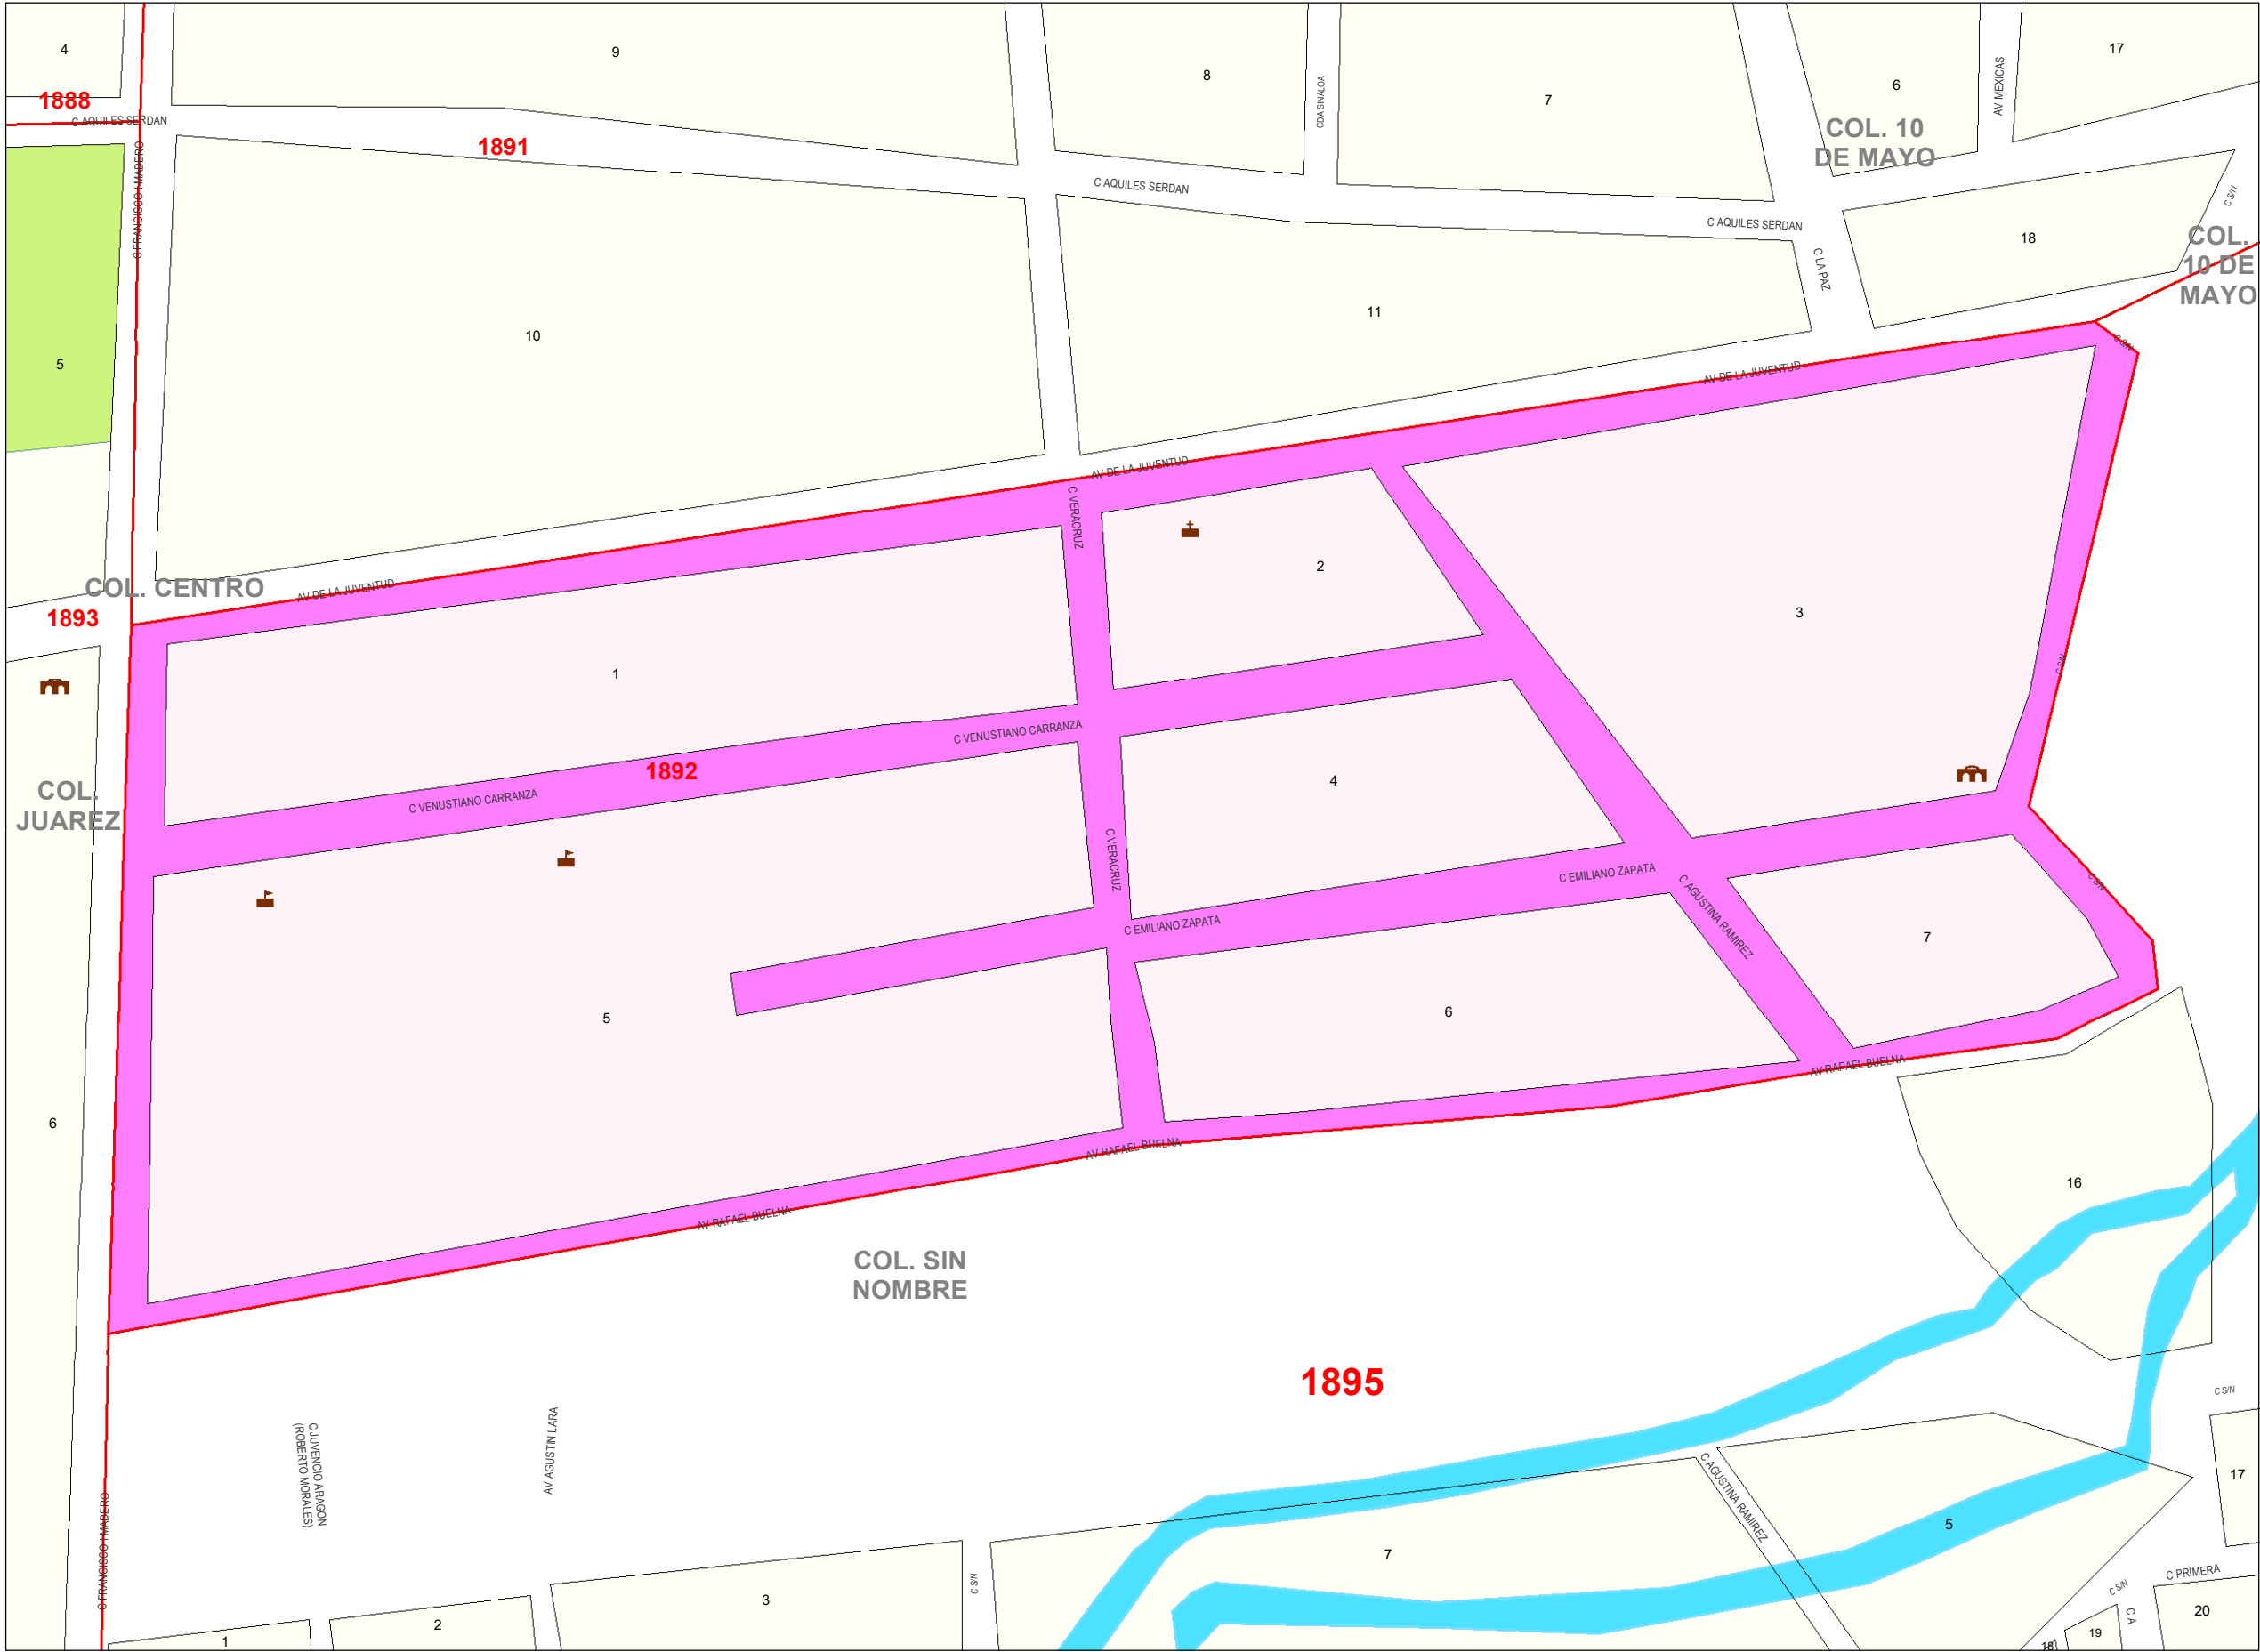 4
9
8
7
6
17
AV MEXICAS
CDA SINALOA
1888
C AQUILES SERDAN
1891
COL. 10
DE MAYO
C FRANCISCO I MADERO
C AQUILES SERDAN
C AQUILES SERDAN
C S/N
18
COL.
10 DE
MAYO
C LA PAZ
10
11
5
C S/N
AV DE LA JUVENTUD
AV DE LA JUVENTUD
C VERACRUZ
2
COL. CENTRO
AV DE LA JUVENTUD
1893
3
1
C S/N
C VENUSTIANO CARRANZA
1892
4
COL.
JUAREZ
C VENUSTIANO CARRANZA
C VERACRUZ
C EMILIANO ZAPATA
C AGUSTINA RAMIREZ
C S/N
C EMILIANO ZAPATA
7
5
6
AV RAFAEL BUELNA
6
AV RAFAEL BUELNA
16
AV RAFAEL BUELNA
COL. SIN
NOMBRE
1895
C S/N
C JUVENCIO ARAGON
(ROBERTO MORALES)
AV AGUSTIN LARA
C AGUSTINA RAMIREZ
17
C FRANCISCO I MADERO
5
7
C S/N
C PRIMERA
C S/N
3
C A
20
2
19
1
18